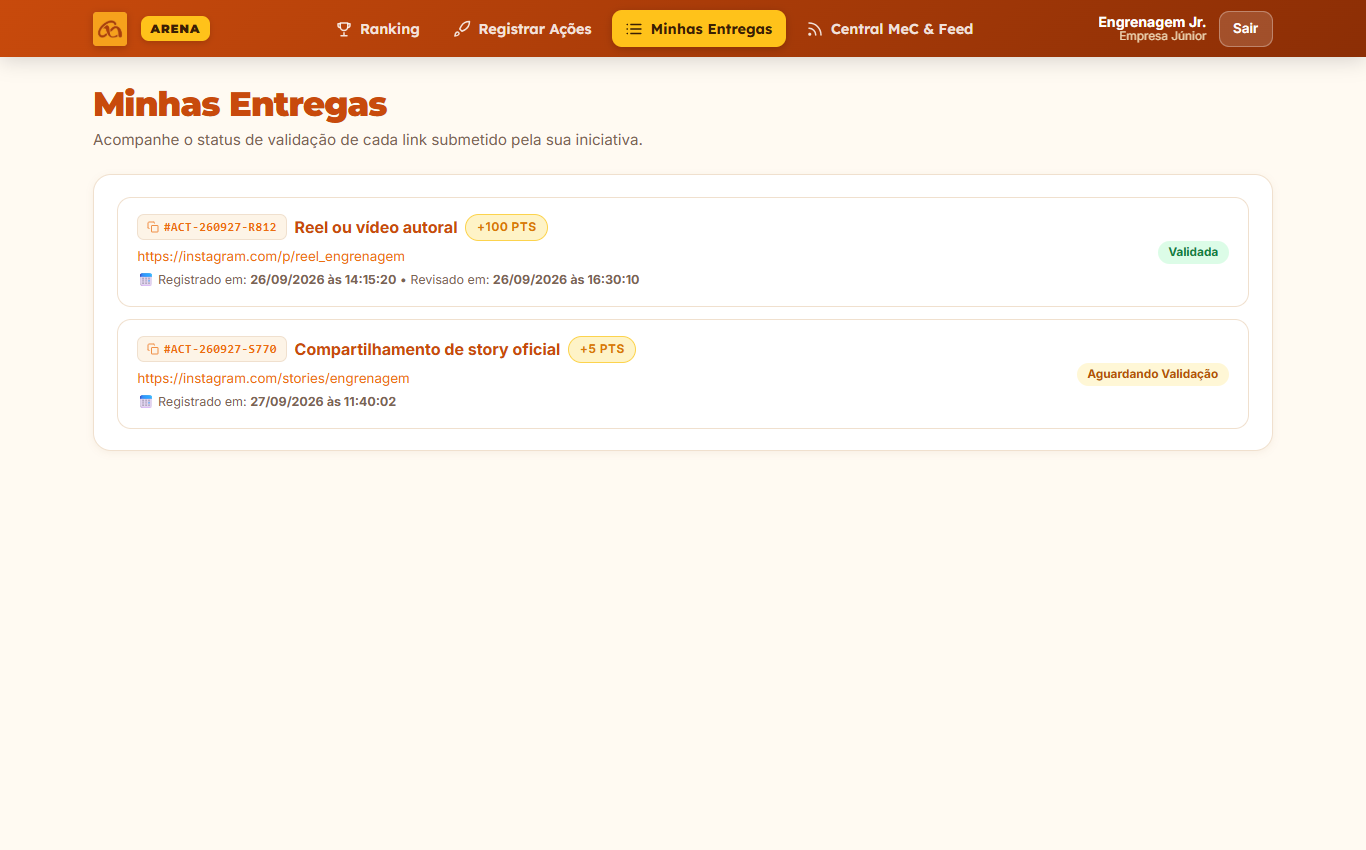 ARENA
Ranking
Registrar Ações
Minhas Entregas
Central MeC & Feed
Engrenagem Jr.
Empresa Júnior
Sair
Minhas Entregas
Acompanhe o status de validação de cada link submetido pela sua iniciativa.
#ACT-260927-R812 Reel ou vídeo autoral +100 PTS
https://instagram.com/p/reel_engrenagem
Registrado em: 26/09/2026 às 14:15:20 • Revisado em: 26/09/2026 às 16:30:10
Validada
#ACT-260927-S770 Compartilhamento de story oficial +5 PTS
https://instagram.com/stories/engrenagem
Registrado em: 27/09/2026 às 11:40:02
Aguardando Validação